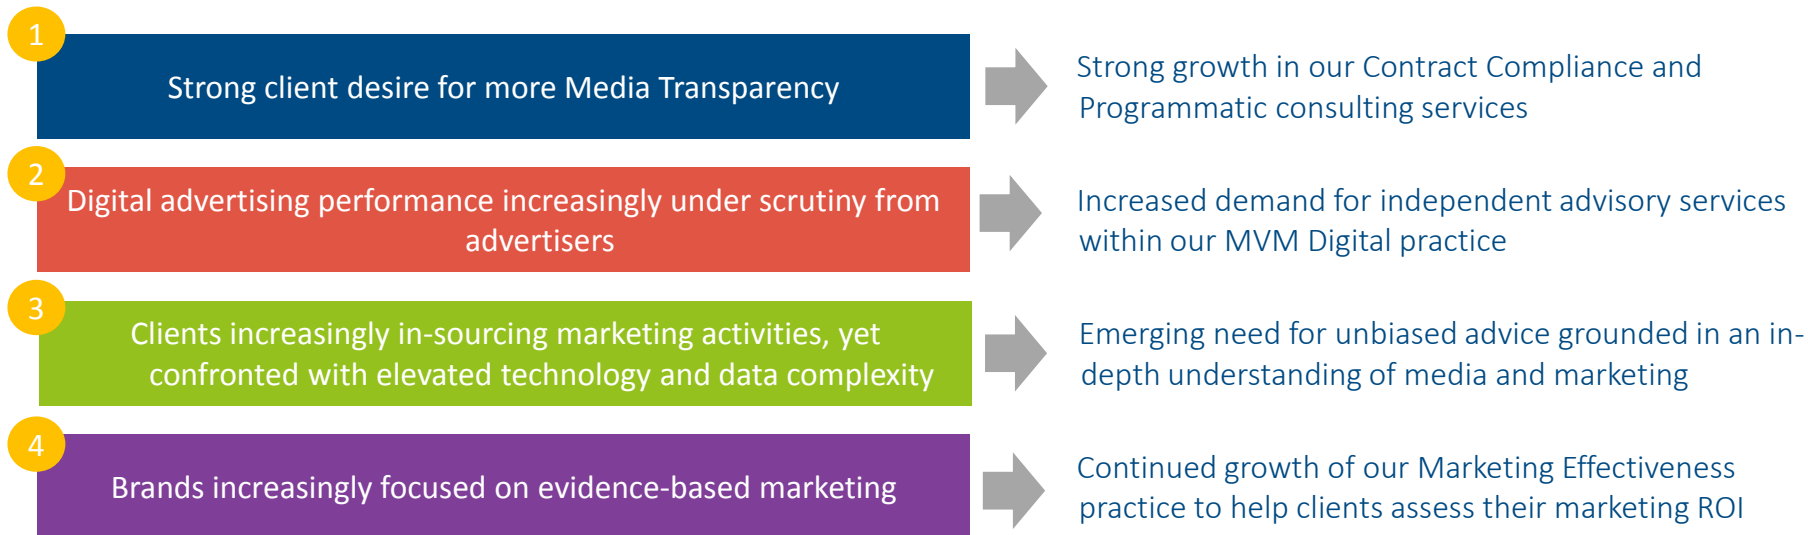 1
Strong client desire for more Media Transparency
Strong growth in our Contract Compliance and
Programmatic consulting services
2
Digital advertising performance increasingly under scrutiny from
advertisers
Increased demand for independent advisory services
within our MVM Digital practice
3
Clients increasingly in-sourcing marketing activities, yet
confronted with elevated technology and data complexity
Emerging need for unbiased advice grounded in an in-
depth understanding of media and marketing
4
Brands increasingly focused on evidence-based marketing
Continued growth of our Marketing Effectiveness
practice to help clients assess their marketing ROI